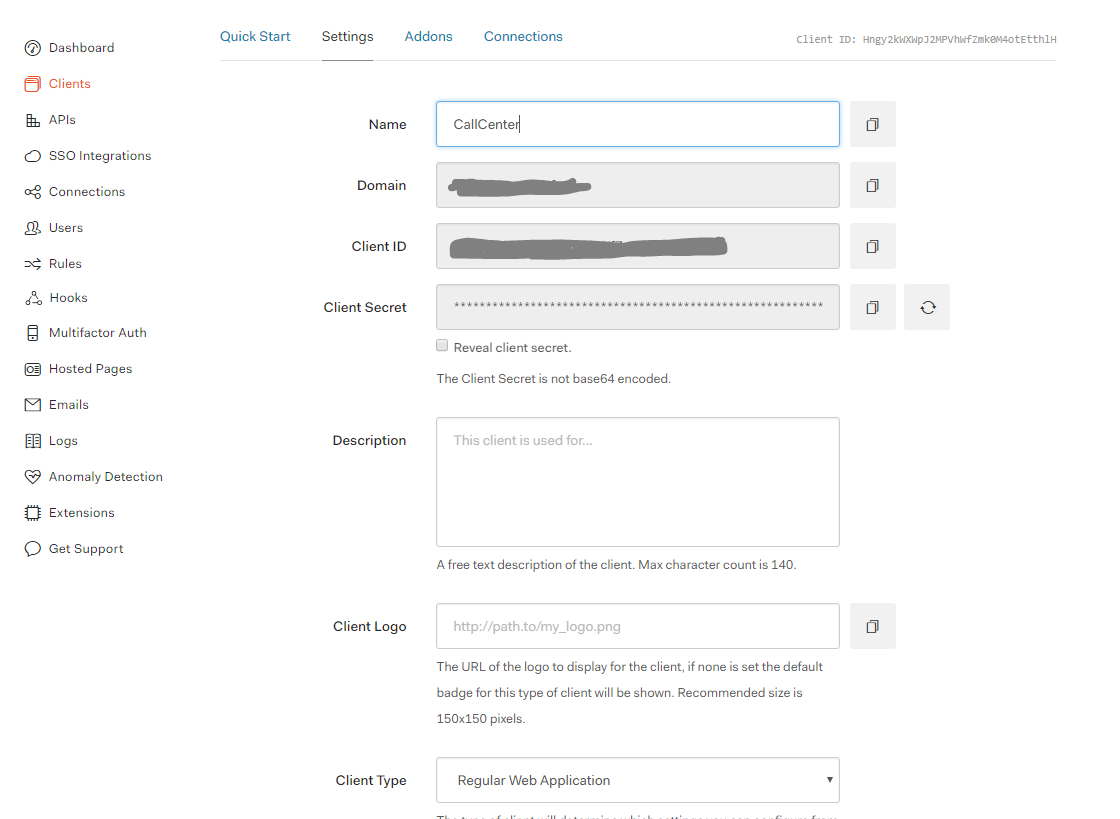 Quick Start Settings Addons Connections
Client ID: Hngy2kWXWpJ2MPVhWfZmk0M4otEtthlH
Dashboard
Clients
APIs
SSO Integrations
Connections
Users
Rules
Hooks
Multifactor Auth
Hosted Pages
Emails
Logs
Anomaly Detection
Extensions
Get Support
Name
CallCenter
Domain
Client ID
Client Secret
**********************************************************
Reveal client secret.
The Client Secret is not base64 encoded.
Description
This client is used for...
A free text description of the client. Max character count is 140.
Client Logo
http://path.to/my_logo.png
The URL of the logo to display for the client, if none is set the default
badge for this type of client will be shown. Recommended size is
150x150 pixels.
Client Type
Regular Web Application